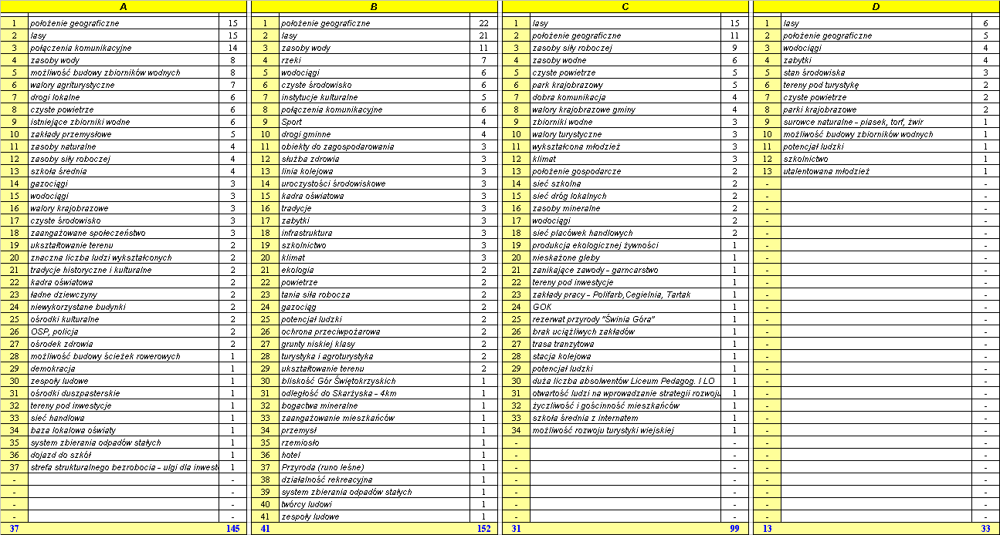 A B C D
1 położenie geograficzne 15 1 położenie geograficzne 22 1 lasy 15 1 lasy 6
2 lasy 15 2 lasy 21 2 położenie geograficzne 11 2 położenie geograficzne 5
3 połączenia komunikacyjne 14 3 zasoby wody 11 3 zasoby siły roboczej 9 3 wodociągi 4
4 zasoby wody 8 4 rzeki 7 4 zasoby wodne 6 4 zabytki 4
5 możliwość budowy zbiorników wodnych 8 5 wodociągi 6 5 czyste powietrze 5 5 stan środowiska 3
6 walory agriturystyczne 7 6 czyste środowisko 6 6 park krajobrazowy 5 6 tereny pod turystykę 2
7 drogi lokalne 6 7 instytucje kulturalne 5 7 dobra komunikacja 4 7 czyste powietrze 2
8 czyste powietrze 6 8 połączenia komunikacyjne 6 8 walory krajobrazowe gminy 4 8 parki krajobrazowe 2
9 istniejące zbiorniki wodne 6 9 Sport 4 9 zbiorniki wodne 3 9 surowce naturalne - piasek, torf, żwir 1
10 zakłady przemysłowe 5 10 drogi gminne 4 10 walory turystyczne 3 10 możliwość budowy zbiorników wodnych 1
11 zasoby naturalne 4 11 obiekty do zagospodarowania 3 11 wykształcona młodzież 3 11 potencjał ludzki 1
12 zasoby siły roboczej 4 12 służba zdrowia 3 12 klimat 3 12 szkolnictwo 1
13 szkoła średnia 4 13 linia kolejowa 3 13 położenie gospodarcze 2 13 utalentowana młodzież 1
14 gazociągi 3 14 uroczystości środowiskowe 3 14 sieć szkolna 2 - -
15 wodociągi 3 15 kadra oświatowa 3 15 sieć dróg lokalnych 2 - -
16 walory krajobrazowe 3 16 tradycje 3 16 zasoby mineralne 2 - -
17 czyste środowisko 3 17 zabytki 3 17 wodociągi 2 - -
18 zaangażowane społeczeństwo 3 18 infrastruktura 3 18 sieć placówek handlowych 2 - -
19 ukształtowanie terenu 2 19 szkolnictwo 3 19 produkcja ekologicznej żywności 1 - -
20 znaczna liczba ludzi wykształconych 2 20 klimat 3 20 nieskażone gleby 1 - -
21 tradycje historyczne i kulturalne 2 21 ekologia 2 21 zanikające zawody - garncarstwo 1 - -
22 kadra oświatowa 2 22 powietrze 2 22 tereny pod inwestycje 1 - -
23 ładne dziewczyny 2 23 tania siła robocza 2 23 zakłady pracy - Polifarb,Cegielnia, Tartak 1 - -
24 niewykorzystane budynki 2 24 gazociąg 2 24 GOK 1 - -
25 ośrodki kulturalne 2 25 potencjał ludzki 2 25 rezerwat przyrody "Świnia Góra" 1 - -
26 OSP, policja 2 26 ochrona przeciwpożarowa 2 26 brak uciążliwych zakładów 1 - -
27 ośrodek zdrowia 2 27 grunty niskiej klasy 2 27 trasa tranzytowa 1 - -
28 możliwość budowy ścieżek rowerowych 1 28 turystyka i agroturystyka 2 28 stacja kolejowa 1 - -
29 demokracja 1 29 ukształtowanie terenu 2 29 potencjał ludzki 1 - -
30 zespoły ludowe 1 30 bliskość Gór Świętokrzyskich 1 30 duża liczba absolwentów Liceum Pedagog. I LO 1 - -
31 ośrodki duszpasterskie 1 31 odległość do Skarżyska - 4km 1 31 otwartość ludzi na wprowadzanie strategii rozwoju 1 - -
32 tereny pod inwestycje 1 32 bogactwa mineralne 1 32 życzliwość i gościnność mieszkańców 1 - -
33 sieć handlowa 1 33 zaangażowanie mieszkańców 1 33 szkoła średnia z internatem 1 - -
34 baza lokalowa oświaty 1 34 przemysł 1 34 możliwość rozwoju turystyki wiejskiej 1 - -
35 system zbierania odpadów stałych 1 35 rzemiosło 1 - - - -
36 dojazd do szkół 1 36 hotel 1 - - - -
37 strefa strukturalnego bezrobocia - ulgi dla inwest 1 37 Przyroda (runo leśne) 1 - - - -
- - 38 działalność rekreacyjna 1 - - - -
- - 39 system zbierania odpadów stałych 1 - - - -
- - 40 twórcy ludowi 1 - - - -
- - 41 zespoły ludowe 1 - - - -
37 145 41 152 31 99 13 33